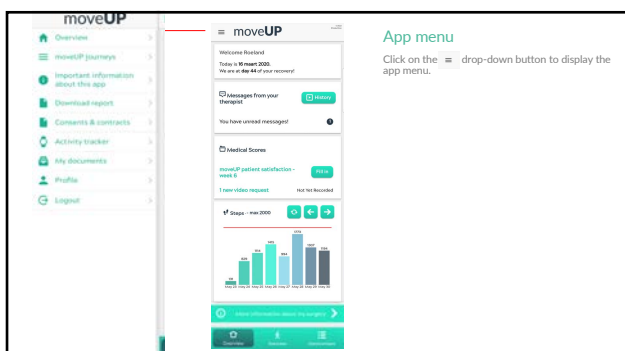 moveUP
Overview
moveUP Journeys
Important information
about this app
Download report
Consents & contracts
Activity tracker
My documents
Profile
Logout
moveUP
Welcome Roeland
Today is 16 maart 2020.
We are at day 44 of your recovery!
Messages from your
therapist
History
You have unread messages!
Medical Scores
moveUP patient satisfaction -
week 6
Fill in
1 new video request
Not Yet Recorded
Steps - max 2000
More information about my surgery
Overview
App menu
Click on the ≡ drop-down button to display the
app menu.